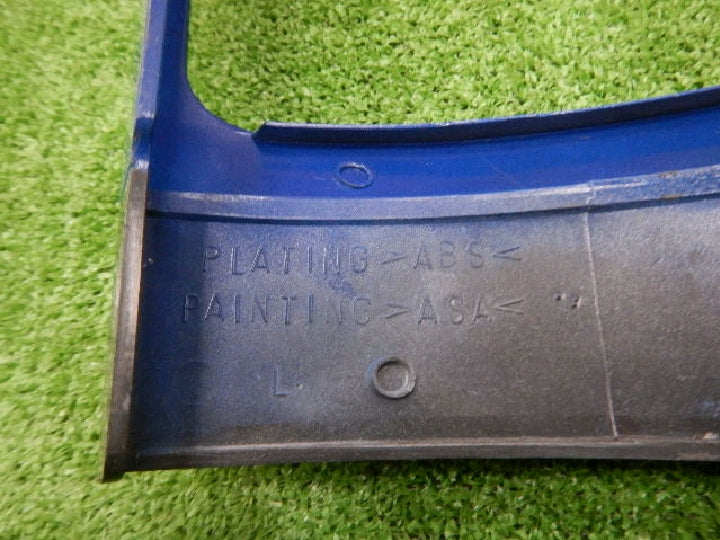 PLATING >ABS<
PAINTING >ASA<
L